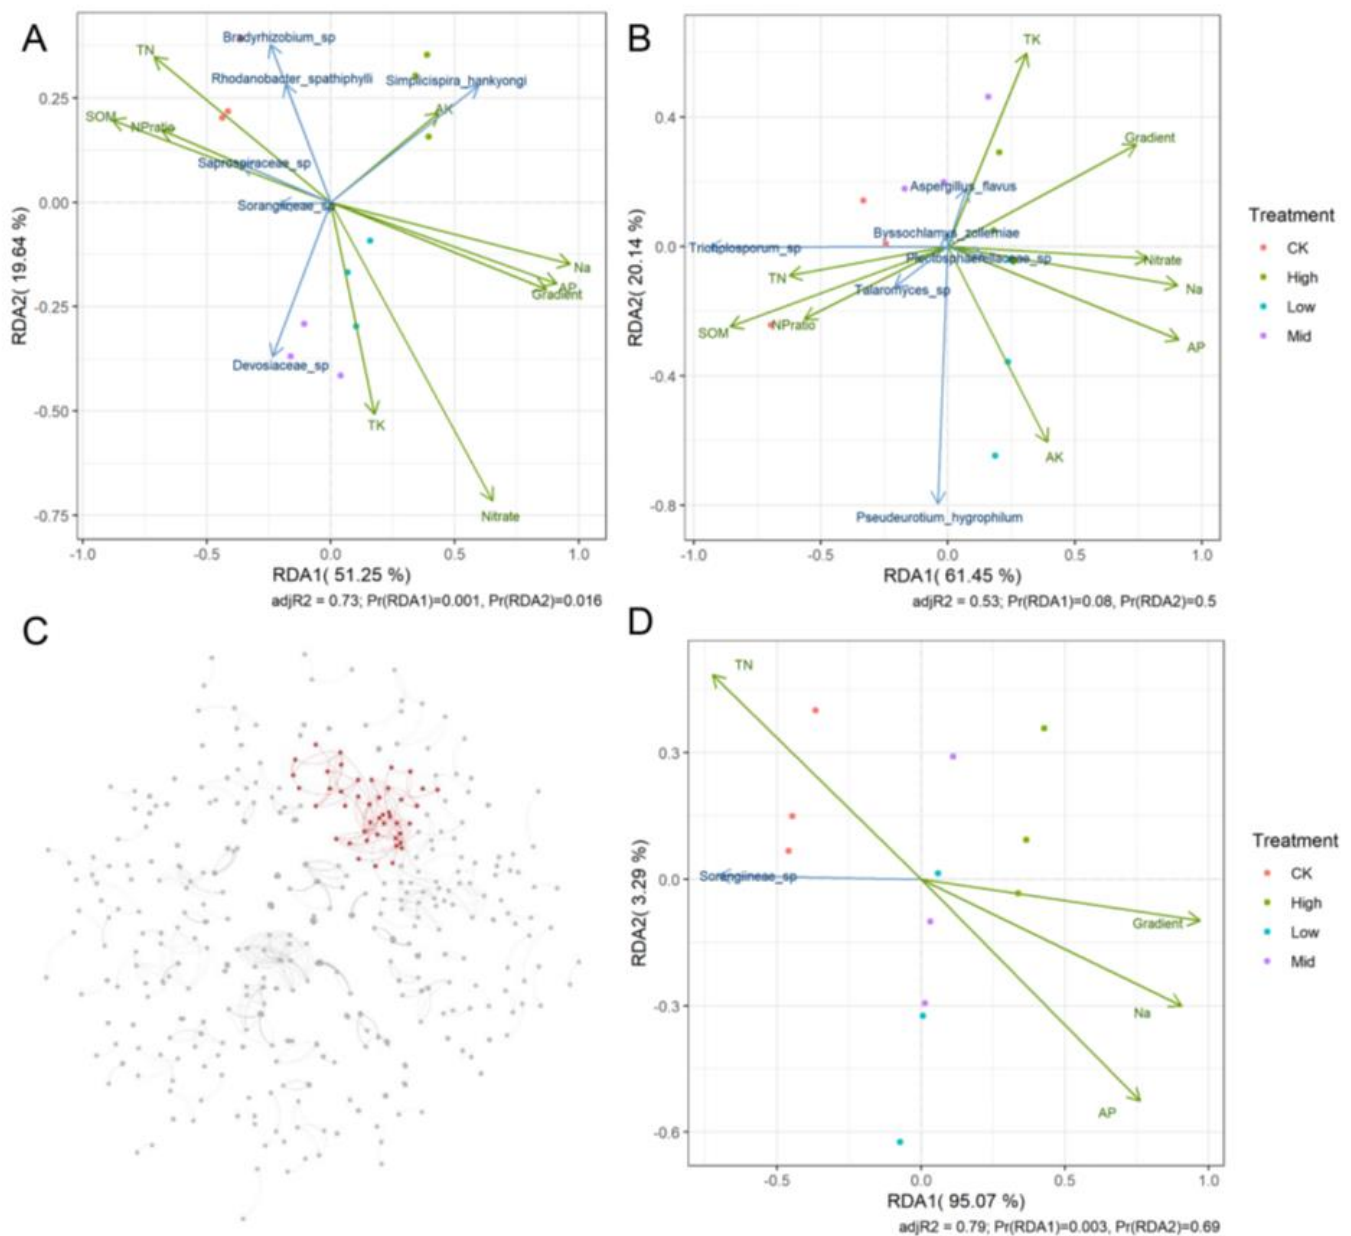 A
Bradyrhizobium_sp
TN
Rhodanobacter_spathiphylli
Simplicispira_hankyongi
0.25
SOM
NPratio
AK
Saprospiraceae_sp
0.00
Sorangiineae_sp
RDA2( 19.64 %)
Na
AP
Gradient
-0.25
Devosiaceae_sp
-0.50
TK
-0.75
Nitrate
-1.0
-0.5
0.0
0.5
1.0
RDA1( 51.25 %)
adjR2 = 0.73; Pr(RDA1)=0.001, Pr(RDA2)=0.016
B
TK
0.4
Gradient
Aspergillus_flavus
Byssochlamys_zollerniae
0.0
Trichplosporum_sp
Plectosphaerellaceae_sp
Nitrate
RDA2( 20.14 %)
TN
Talaromyces_sp
Na
SOM
NPratio
AP
-0.4
AK
-0.8
Pseudeurotium_hygrophilum
-1.0
-0.5
0.0
0.5
1.0
RDA1( 61.45 %)
adjR2 = 0.53; Pr(RDA1)=0.08, Pr(RDA2)=0.5
Treatment
CK
High
Low
Mid
C
D
TN
0.3
0.0
Sorangiineae_sp
RDA2( 3.29 %)
Gradient
-0.3
Na
AP
-0.6
-0.5
0.0
0.5
1.0
RDA1( 95.07 %)
adjR2 = 0.79; Pr(RDA1)=0.003, Pr(RDA2)=0.69
Treatment
CK
High
Low
Mid